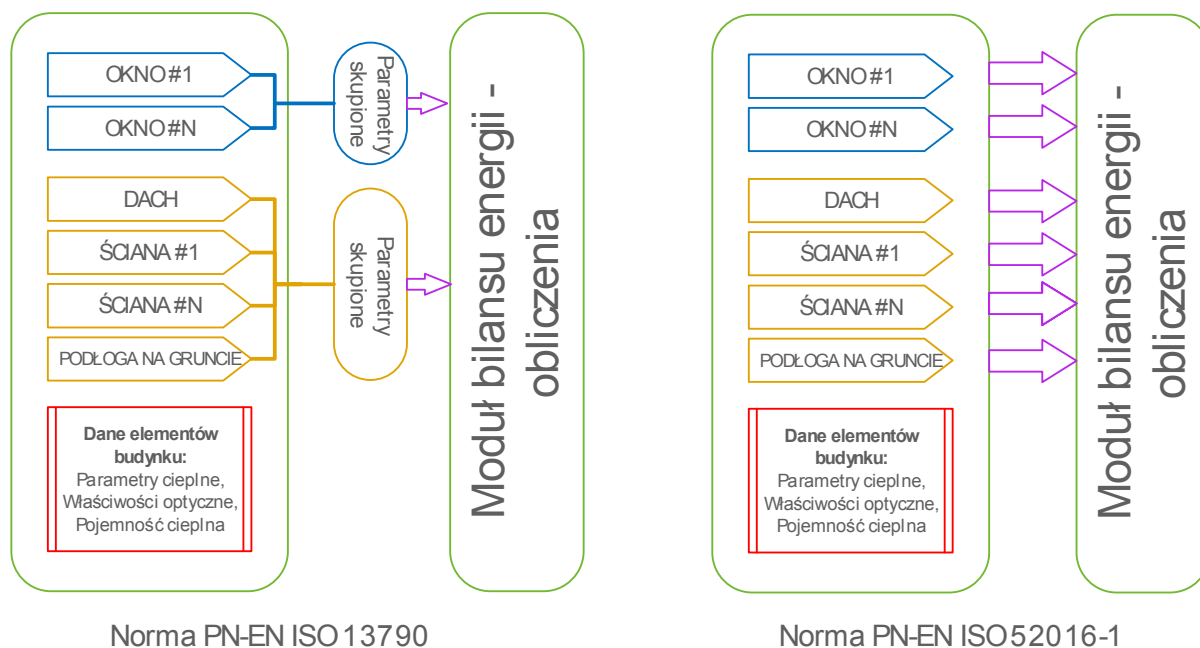 OKNO #1
OKNO #N
DACH
ŚCIANA #1
ŚCIANA #N
PODŁOGA NA GRUNCIE
Dane elementów
budynku:
Parametry cieplne,
Właściwości optyczne,
Pojemność cieplna
Parametry
skupione
Parametry
skupione
Moduł bilansu energii -
obliczenia
Norma PN-EN ISO 13790
OKNO #1
OKNO #N
DACH
ŚCIANA #1
ŚCIANA #N
PODŁOGA NA GRUNCIE
Dane elementów
budynku:
Parametry cieplne,
Właściwości optyczne,
Pojemność cieplna
Moduł bilansu energii -
obliczenia
Norma PN-EN ISO 52016-1